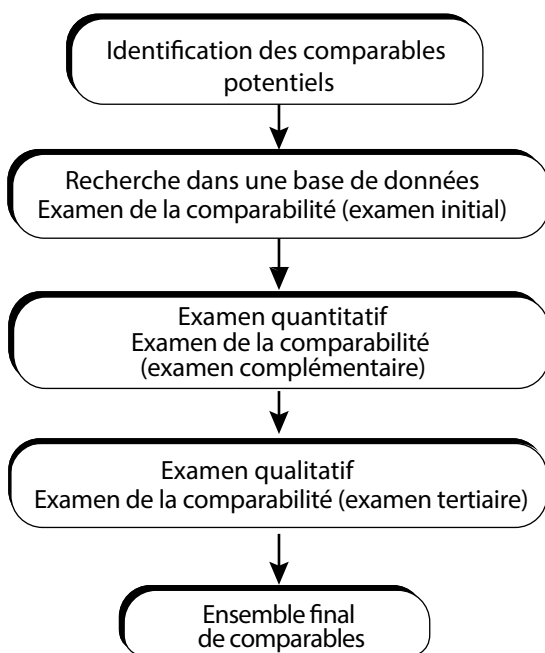 Identification des comparables
potentiels
Recherche dans une base de données
Examen de la comparabilité (examen initial)
Examen quantitatif
Examen de la comparabilité
(examen complémentaire)
Examen qualitatif
Examen de la comparabilité (examen tertiaire)
Ensemble final
de comparables